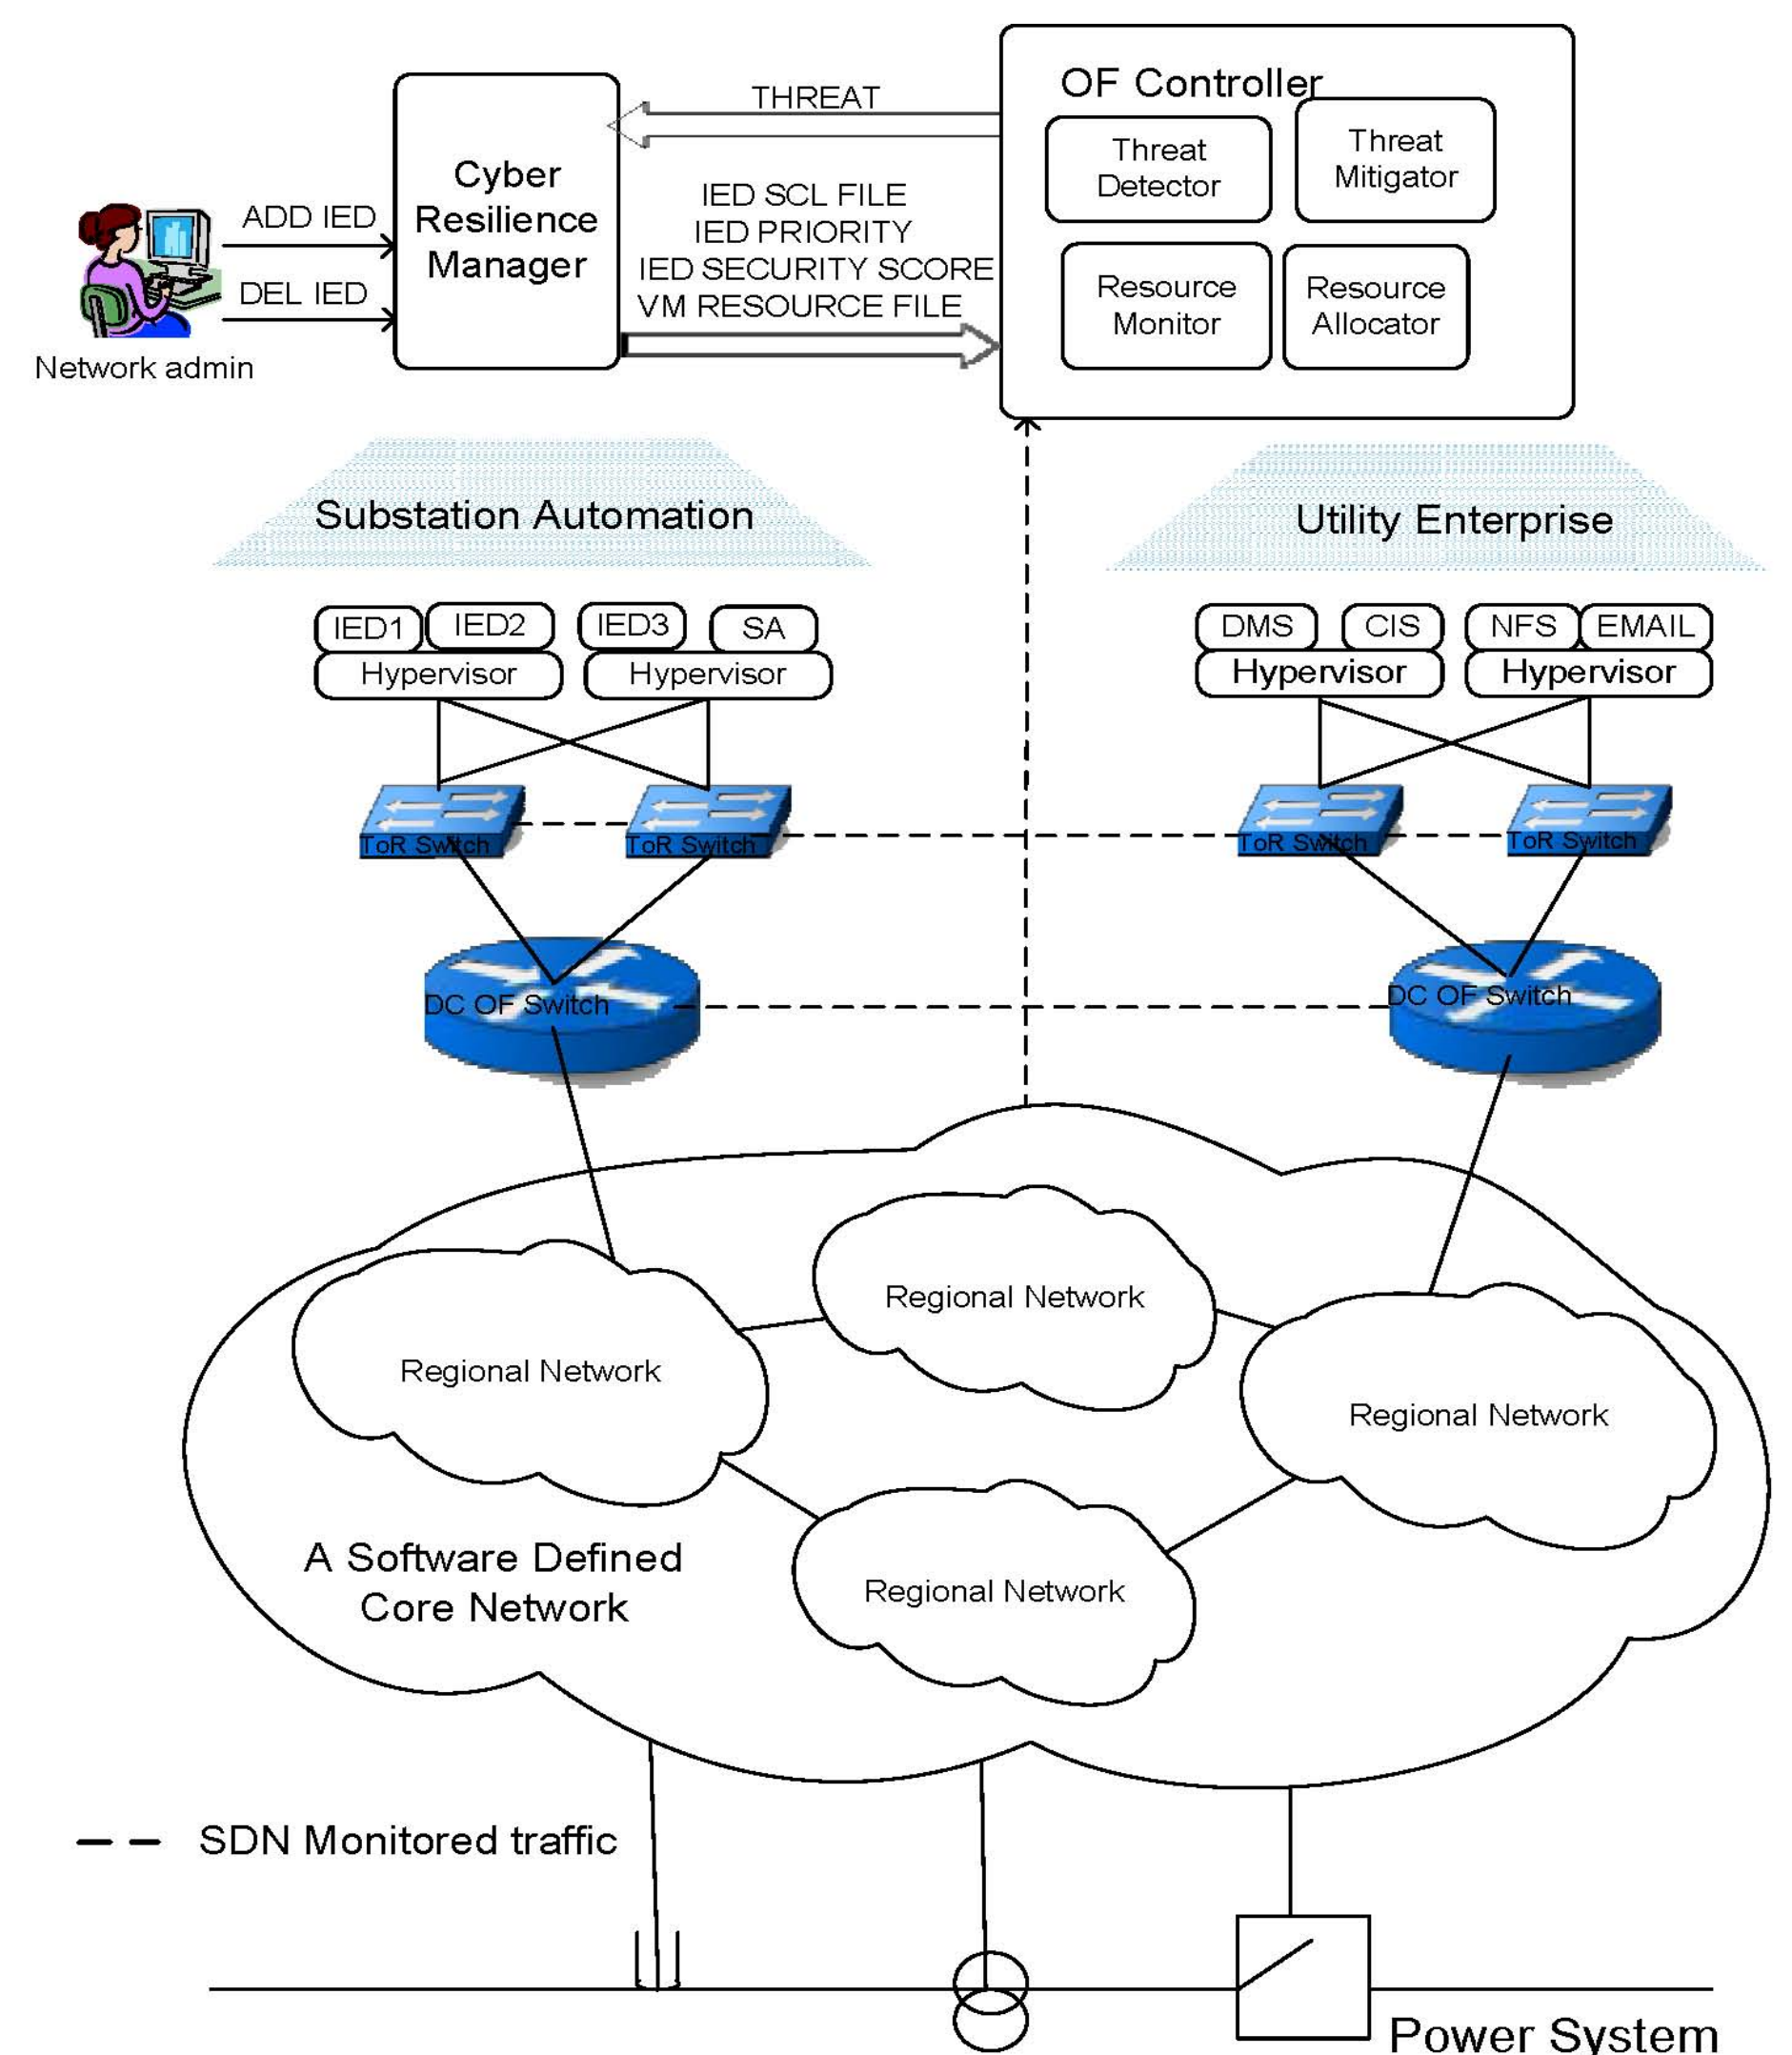 OF Controller
THREAT
Threat
Detector
Threat
Mitigator
Cyber
Resilience
Manager
IED SCL FILE
IED PRIORITY
IED SECURITY SCORE
VM RESOURCE FILE
ADD IED
DEL IED
Network admin
Resource
Monitor
Resource
Allocator
Substation Automation
Utility Enterprise
IED1
IED2
IED3
SA
DMS
CIS
NFS
EMAIL
Hypervisor
Hypervisor
Hypervisor
Hypervisor
ToR Switch
ToR Switch
ToR Switch
ToR Switch
DC OF Switch
DC OF Switch
Regional Network
Regional Network
Regional Network
Regional Network
A Software Defined
Core Network
SDN Monitored traffic
Power System